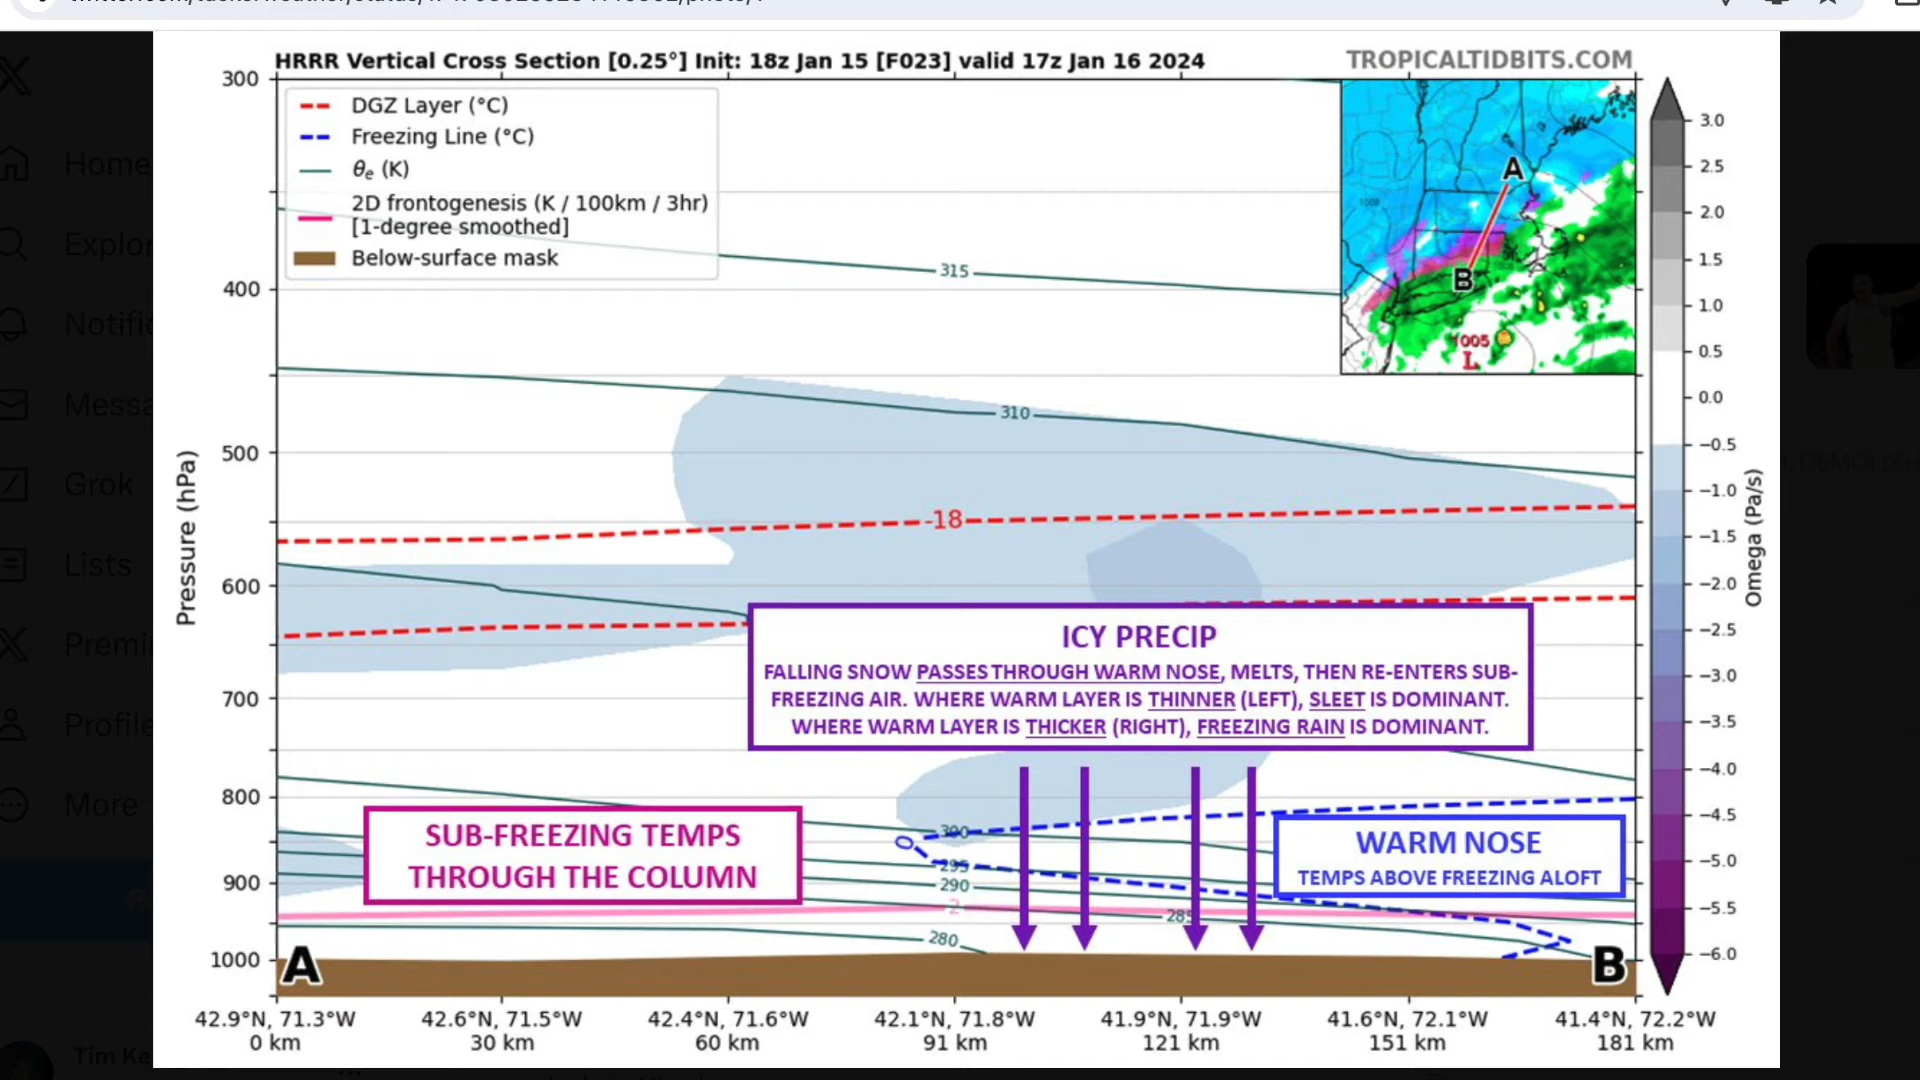 HRRR Vertical Cross Section [0.25°] Init: 18z Jan 15 [F023] valid 17z Jan 16 2024
TROPICALTIDBITS.COM
DGZ Layer (°C)
Freezing Line (°C)
θe (K)
2D frontogenesis (K / 100km / 3hr)
[1-degree smoothed]
Below-surface mask
A
B
1005
L
1008
315
310
-18
ICY PRECIP
FALLING SNOW PASSES THROUGH WARM NOSE, MELTS, THEN RE-ENTERS SUB-
FREEZING AIR. WHERE WARM LAYER IS THINNER (LEFT), SLEET IS DOMINANT.
WHERE WARM LAYER IS THICKER (RIGHT), FREEZING RAIN IS DOMINANT.
SUB-FREEZING TEMPS
THROUGH THE COLUMN
WARM NOSE
TEMPS ABOVE FREEZING ALOFT
300
0
295
290
2
285
280
A
B
Pressure (hPa)
300
400
500
600
700
800
900
1000
42.9°N, 71.3°W
0 km
42.6°N, 71.5°W
30 km
42.4°N, 71.6°W
60 km
42.1°N, 71.8°W
91 km
41.9°N, 71.9°W
121 km
41.6°N, 72.1°W
151 km
41.4°N, 72.2°W
181 km
3.0
2.5
2.0
1.5
1.0
0.5
0.0
−0.5
−1.0
−1.5
−2.0
−2.5
−3.0
−3.5
−4.0
−4.5
−5.0
−5.5
−6.0
Omega (Pa/s)
Home
Grok
Lists
Profile
More